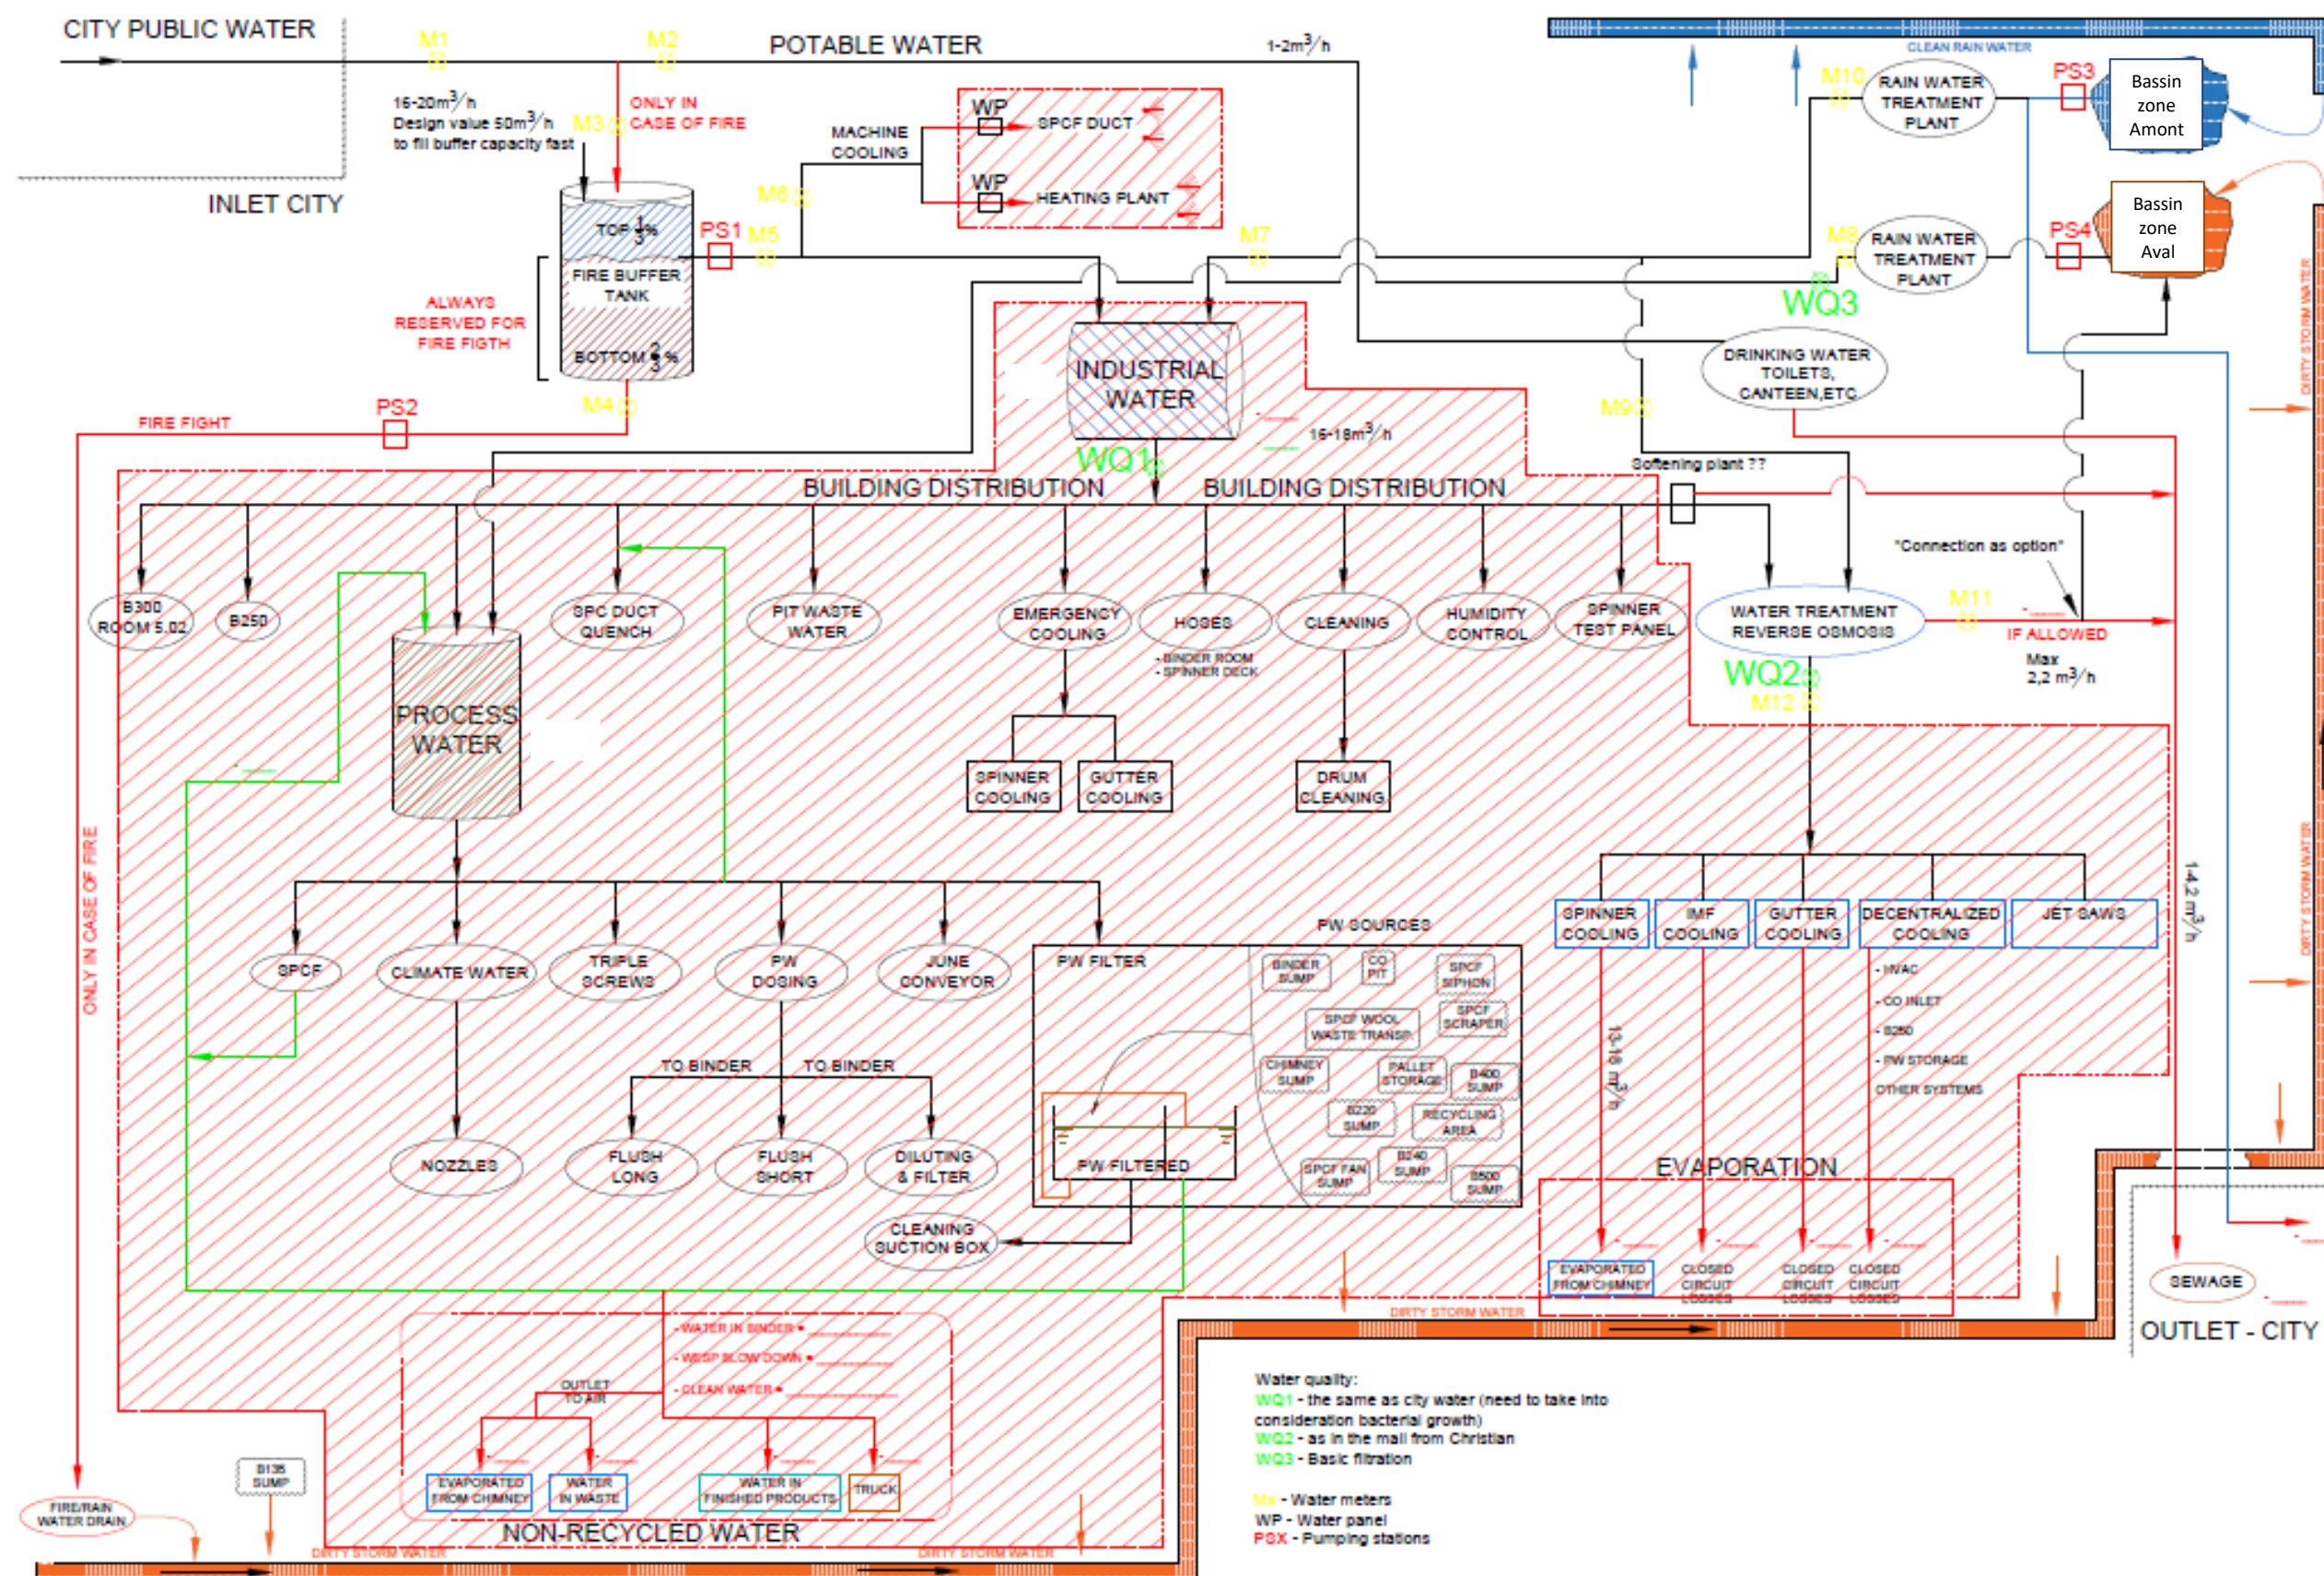 CITY PUBLIC WATER
M1
M2
POTABLE WATER
1-2m³/h
CLEAN RAIN WATER
16-20m³/h
Design value 50m³/h
to fill buffer capacity fast
M3
ONLY IN
CASE OF FIRE
MACHINE
COOLING
WP
SPCF DUCT
WP
HEATING PLANT
M10
RAIN WATER
TREATMENT
PLANT
PS3
Bassin
zone
Amont
INLET CITY
M6
TOP 1/3%
PS1
M5
M7
M8
RAIN WATER
TREATMENT
PLANT
PS4
Bassin
zone
Aval
FIRE BUFFER
TANK
ALWAYS
RESERVED FOR
FIRE FIGTH
BOTTOM 2/3 %
WQ3
DIRTY STORM WATER
INDUSTRIAL
WATER
DRINKING WATER
TOILETS,
CANTEEN,ETC
M4
M9
PS2
FIRE FIGHT
16-18m³/h
WQ1
Softening plant ??
BUILDING DISTRIBUTION
BUILDING DISTRIBUTION
"Connection as option"
B300
ROOM 5.02
B250
SPC DUCT
QUENCH
PIT WASTE
WATER
EMERGENCY
COOLING
HOSES
- BINDER ROOM
- SPINNER DECK
CLEANING
HUMIDITY
CONTROL
SPINNER
TEST PANEL
WATER TREATMENT
REVERSE OSMOSIS
M11
IF ALLOWED
Max
2,2 m³/h
WQ2
M12
PROCESS
WATER
SPINNER
COOLING
GUTTER
COOLING
DRUM
CLEANING
ONLY IN CASE OF FIRE
1-4,2 m³/h
DIRTY STORM WATER
SPINNER
COOLING
IMF
COOLING
GUTTER
COOLING
DECENTRALIZED
COOLING
JET SAWS
- HVAC
- CO INLET
- B250
- PW STORAGE
OTHER SYSTEMS
13-18 m³/h
SPCF
CLIMATE WATER
TRIPLE
SCREWS
PW
DOSING
JUNE
CONVEYOR
PW SOURCES
PW FILTER
BINDER
SUMP
CO
PIT
SPCF
SIPHON
SPCF WOOL
WASTE TRANSP.
SPCF
SCRAPER
CHIMNEY
SUMP
PALLET
STORAGE
B400
SUMP
B220
SUMP
RECYCLING
AREA
SPCF FAN
SUMP
B240
SUMP
B500
SUMP
PW FILTERED
TO BINDER
TO BINDER
NOZZLES
FLUSH
LONG
FLUSH
SHORT
DILUTING
& FILTER
CLEANING
SUCTION BOX
EVAPORATION
EVAPORATED
FROM CHIMNEY
CLOSED
CIRCUIT
LOSSES
CLOSED
CIRCUIT
LOSSES
CLOSED
CIRCUIT
LOSSES
SEWAGE
OUTLET - CITY
DIRTY STORM WATER
- WATER IN BINDER =
- WESP BLOW DOWN =
- CLEAN WATER =
OUTLET
TO AIR
EVAPORATED
FROM CHIMNEY
WATER
IN WASTE
WATER IN
FINISHED PRODUCTS
TRUCK
NON-RECYCLED WATER
B135
SUMP
FIRE/RAIN
WATER DRAIN
DIRTY STORM WATER
DIRTY STORM WATER
Water quality:
WQ1 - the same as city water (need to take into
consideration bacterial growth)
WQ2 - as in the mail from Christian
WQ3 - Basic filtration
Mx - Water meters
WP - Water panel
PSX - Pumping stations